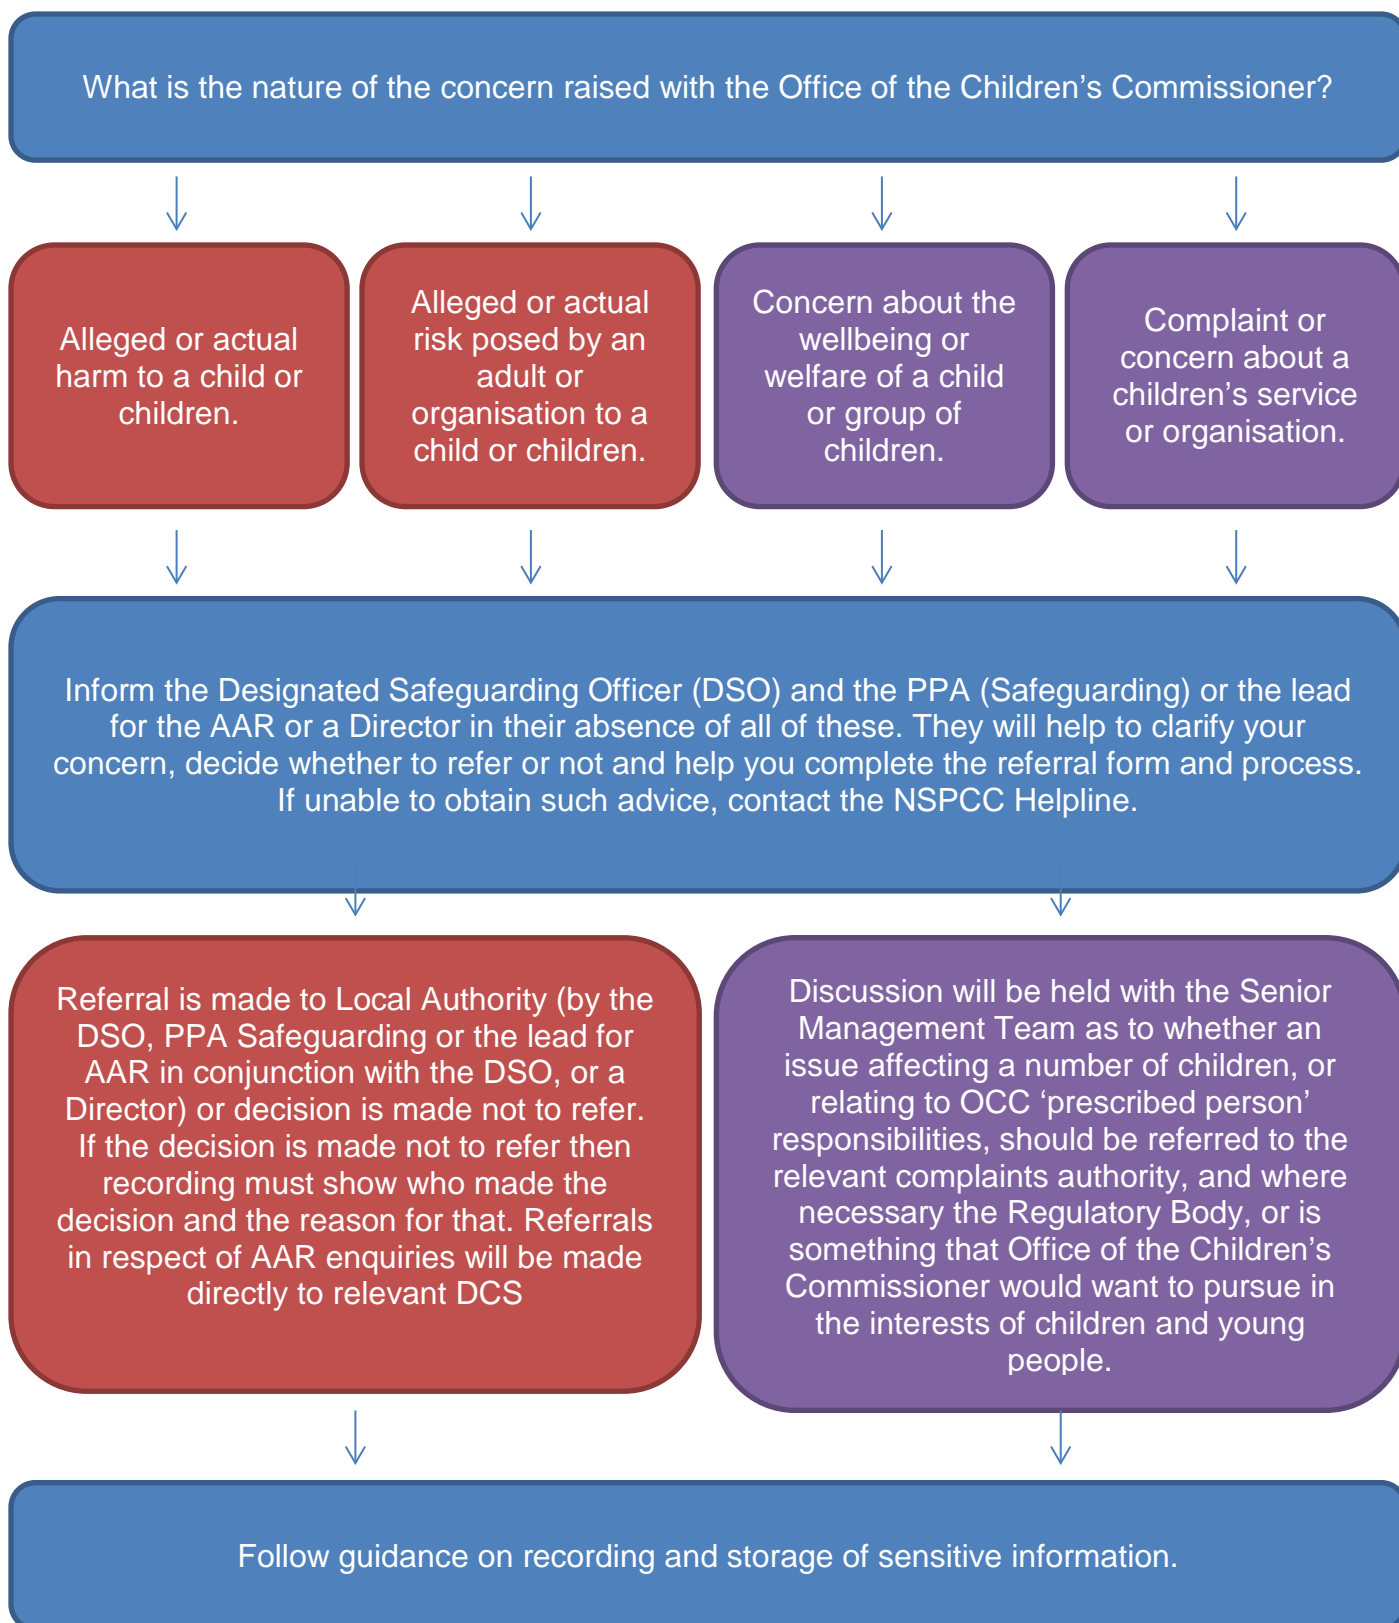 What is the nature of the concern raised with the Office of the Children’s Commissioner?
Alleged or actual
harm to a child or
children.
Alleged or actual
risk posed by an
adult or
organisation to a
child or children.
Concern about the
wellbeing or
welfare of a child
or group of
children.
Complaint or
concern about a
children’s service
or organisation.
Inform the Designated Safeguarding Officer (DSO) and the PPA (Safeguarding) or the lead
for the AAR or a Director in their absence of all of these. They will help to clarify your
concern, decide whether to refer or not and help you complete the referral form and process.
If unable to obtain such advice, contact the NSPCC Helpline.
Referral is made to Local Authority (by the
DSO, PPA Safeguarding or the lead for
AAR in conjunction with the DSO, or a
Director) or decision is made not to refer.
If the decision is made not to refer then
recording must show who made the
decision and the reason for that. Referrals
in respect of AAR enquiries will be made
directly to relevant DCS
Discussion will be held with the Senior
Management Team as to whether an
issue affecting a number of children, or
relating to OCC ‘prescribed person’
responsibilities, should be referred to the
relevant complaints authority, and where
necessary the Regulatory Body, or is
something that Office of the Children’s
Commissioner would want to pursue in
the interests of children and young
people.
Follow guidance on recording and storage of sensitive information.